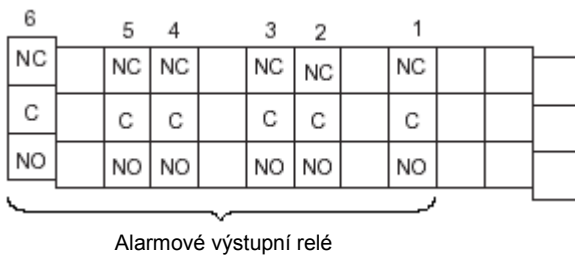 6 5 4 3 2 1
NC NC NC NC NC NC
C C C C C C
NO NO NO NO NO NO
Alarmové výstupní relé